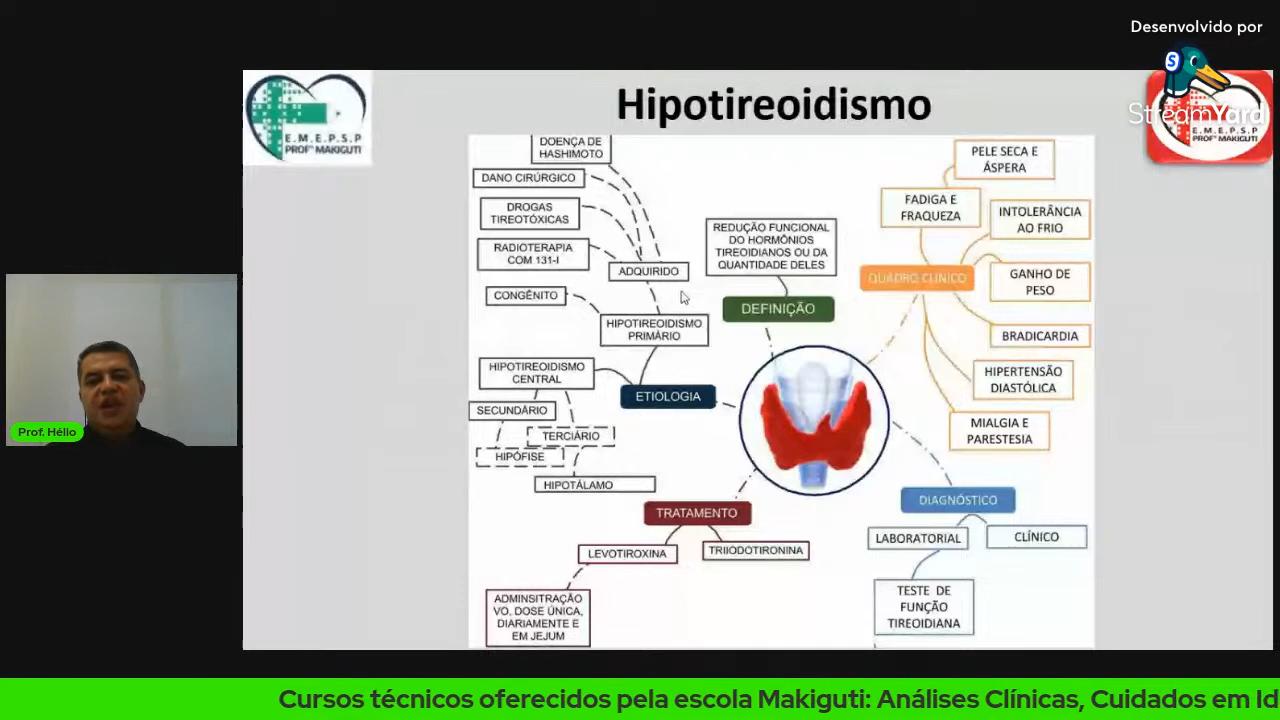 Desenvolvido por
StreamYard
Hipotireoidismo
E.M.E.P.S.P
PROFº MAKIGUTI
E.M.E.P.S.P
PROFº MAKIGUTI
DOENÇA DE
HASHIMOTO
DANO CIRÚRGICO
DROGAS
TIREOTÓXICAS
RADIOTERAPIA
COM 131-I
ADQUIRIDO
CONGÊNITO
HIPOTIREOIDISMO
PRIMÁRIO
HIPOTIREOIDISMO
CENTRAL
ETIOLOGIA
SECUNDÁRIO
TERCIÁRIO
HIPÓFISE
HIPOTÁLAMO
REDUÇÃO FUNCIONAL
DO HORMÔNIOS
TIREOIDIANOS OU DA
QUANTIDADE DELES
DEFINIÇÃO
PELE SECA E
ÁSPERA
FADIGA E
FRAQUEZA
INTOLERÂNCIA
AO FRIO
QUADRO CLÍNICO
GANHO DE
PESO
BRADICARDIA
HIPERTENSÃO
DIASTÓLICA
MIALGIA E
PARESTESIA
DIAGNÓSTICO
LABORATORIAL
CLÍNICO
TESTE DE
FUNÇÃO
TIREOIDIANA
TRATAMENTO
LEVOTIROXINA
TRIIODOTIRONINA
ADMINSITRAÇÃO
VO, DOSE ÚNICA,
DIARIAMENTE E
EM JEJUM
Prof. Hélio
Cursos técnicos oferecidos pela escola Makiguti: Análises Clínicas, Cuidados em Id